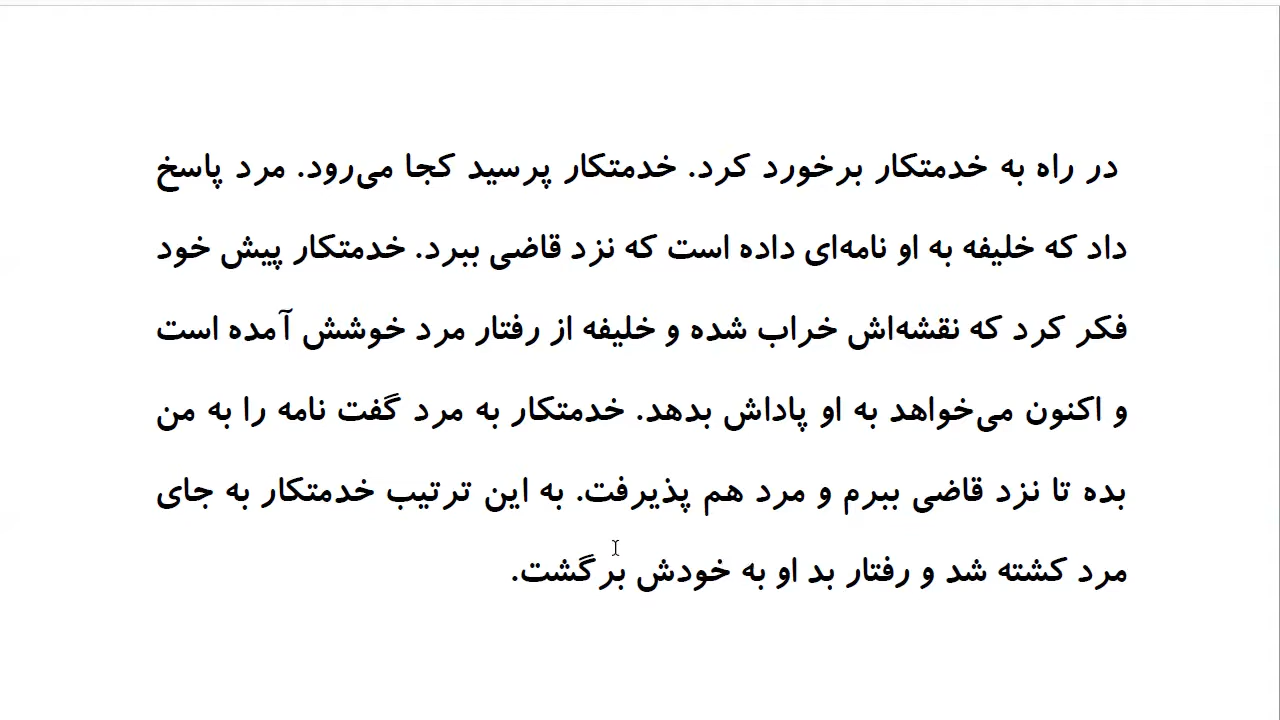 در راه به خدمتکار برخورد کرد. خدمتکار پرسید کجا می‌رود. مرد پاسخ
داد که خلیفه به او نامه‌ای داده است که نزد قاضی ببرد. خدمتکار پیش خود
فکر کرد که نقشه‌اش خراب شده و خلیفه از رفتار مرد خوشش آمده است
و اکنون می‌خواهد به او پاداش بدهد. خدمتکار به مرد گفت نامه را به من
بده تا نزد قاضی ببرم و مرد هم پذیرفت. به این ترتیب خدمتکار به جای
مرد کشته شد و رفتار بد او به خودش برگشت.